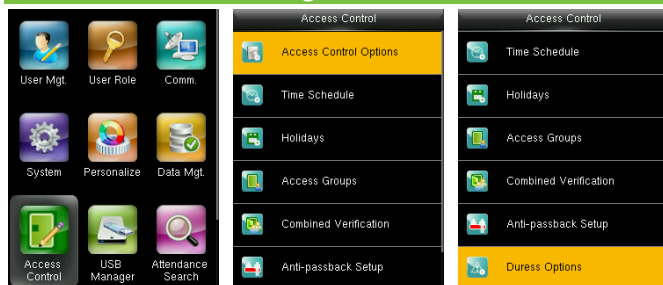 User Mgt.
User Role
Comm.
System
Personalize
Data Mgt.
Access
Control
USB
Manager
Attendance
Search
Access Control
Access Control Options
Time Schedule
Holidays
Access Groups
Combined Verification
Anti-passback Setup
Access Control
Time Schedule
Holidays
Access Groups
Combined Verification
Anti-passback Setup
Duress Options